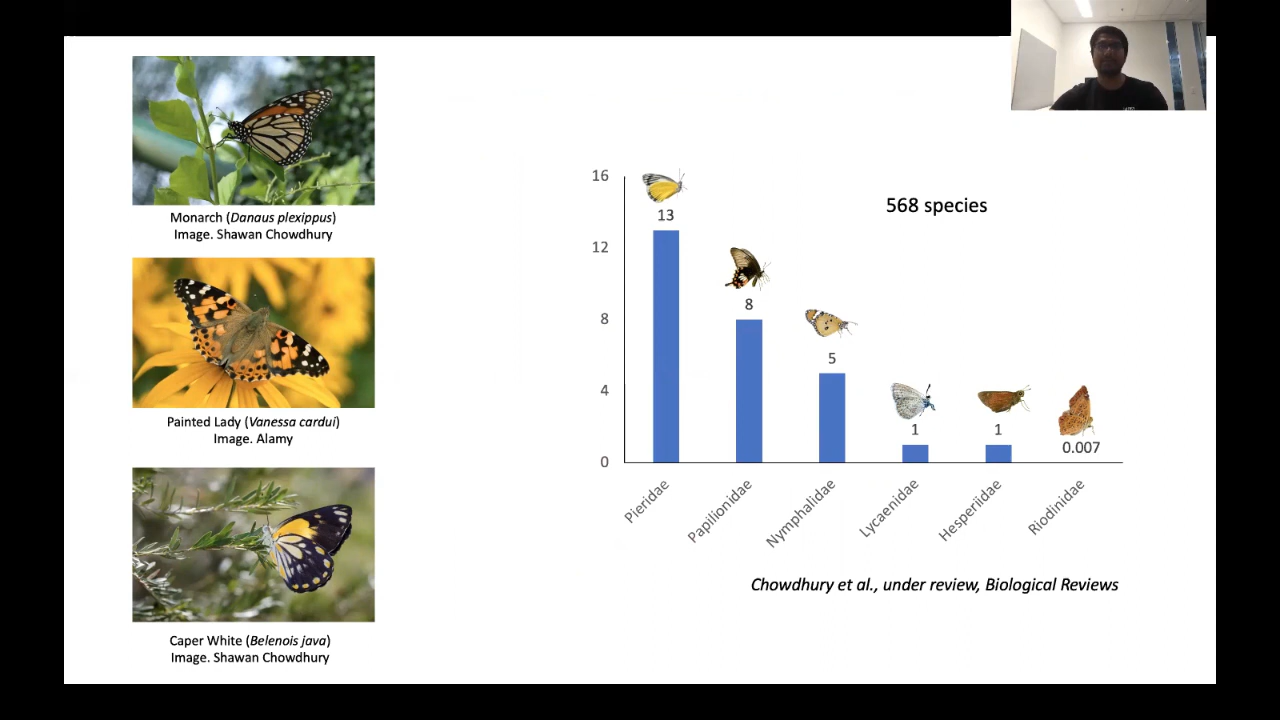 Monarch (Danaus plexippus)
Image. Shawan Chowdhury
Painted Lady (Vanessa cardui)
Image. Alamy
Caper White (Belenois java)
Image. Shawan Chowdhury
568 species
16
12
8
4
0
13
8
5
1
1
0.007
Pieridae
Papilionidae
Nymphalidae
Lycaenidae
Hesperiidae
Riodinidae
Chowdhury et al., under review, Biological Reviews